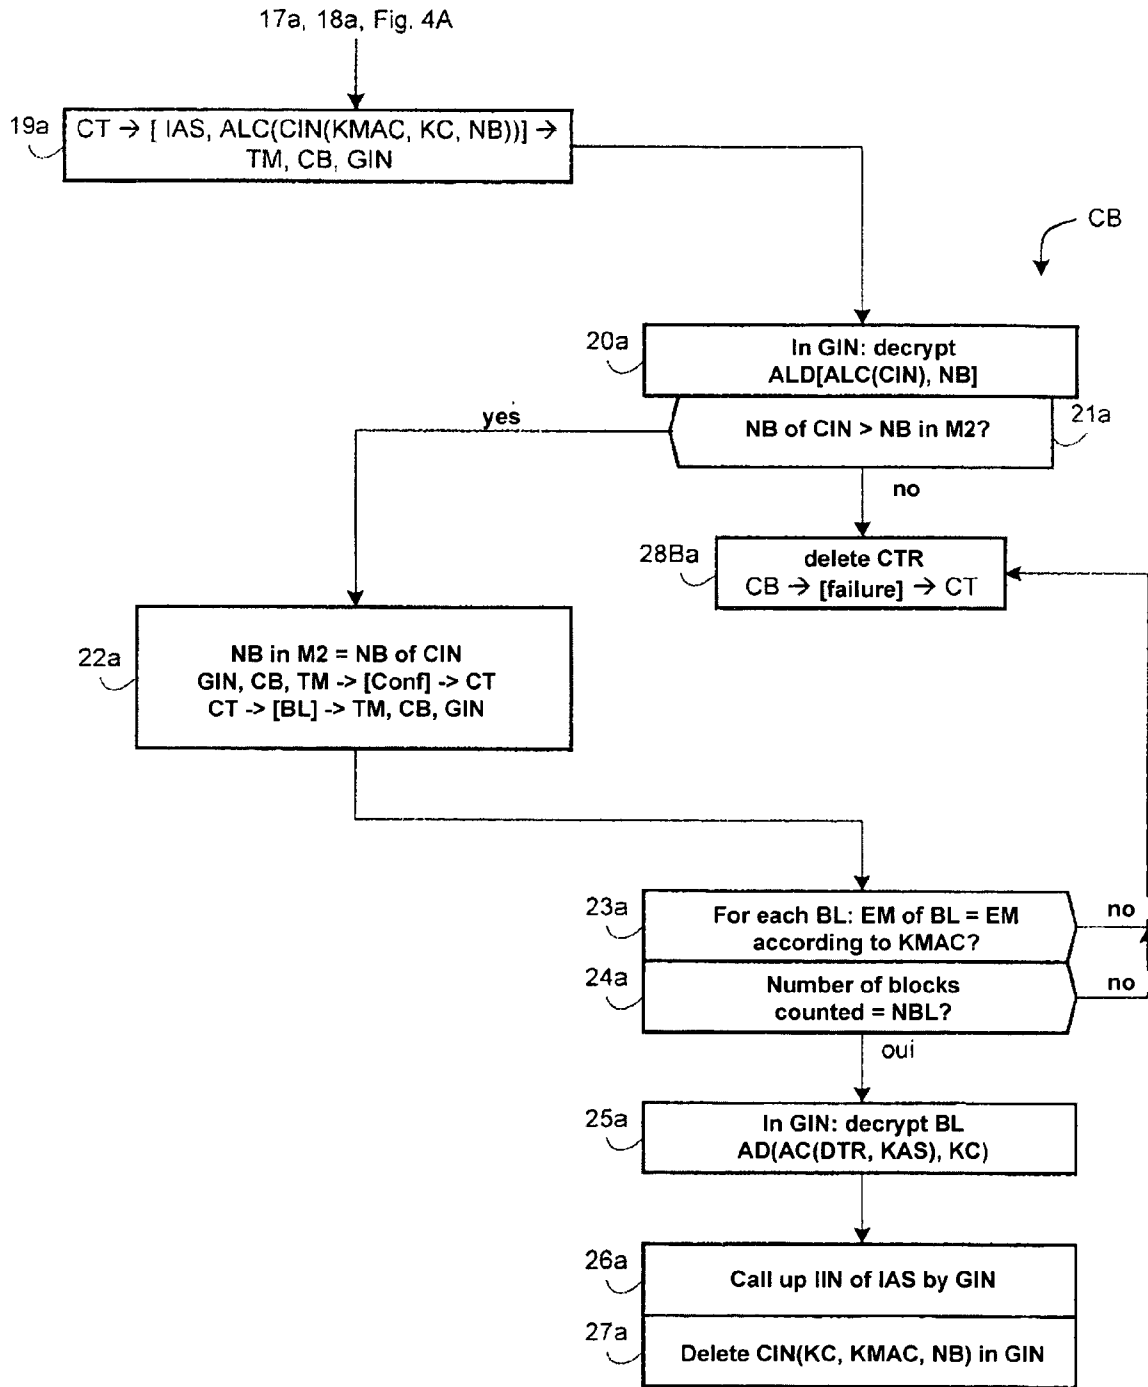 17a, 18a, Fig. 4A
19a
CT → [ IAS, ALC(CIN(KMAC, KC, NB))] →
TM, CB, GIN
CB
20a
In GIN: decrypt
ALD[ALC(CIN), NB]
yes
NB of CIN > NB in M2?
21a
no
28Ba
delete CTR
CB → [failure] → CT
22a
NB in M2 = NB of CIN
GIN, CB, TM -> [Conf] -> CT
CT -> [BL] -> TM, CB, GIN
23a
For each BL: EM of BL = EM
according to KMAC?
no
24a
Number of blocks
counted = NBL?
no
oui
25a
In GIN: decrypt BL
AD(AC(DTR, KAS), KC)
26a
Call up IIN of IAS by GIN
27a
Delete CIN(KC, KMAC, NB) in GIN